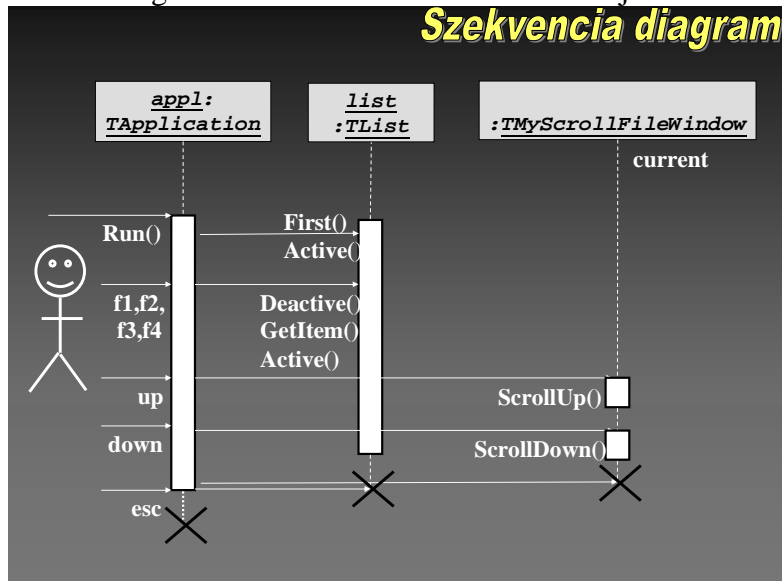 Szekvencia diagram
appl:
TApplication
list
:TList
:TMyScrollFileWindow
current
Run()
First()
Active()
f1,f2,
f3,f4
Deactive()
GetItem()
Active()
up
ScrollUp()
down
ScrollDown()
esc